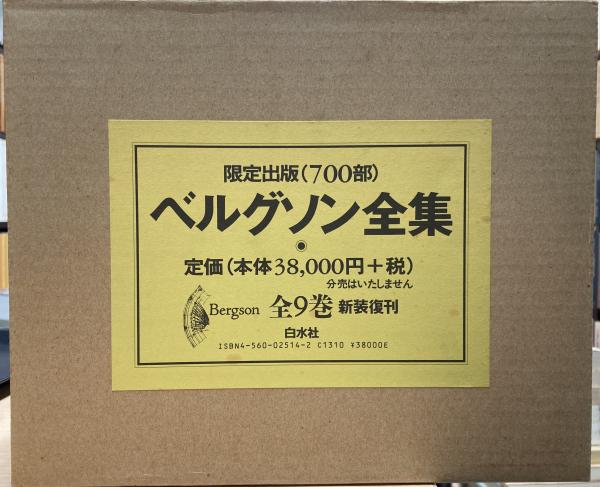 限定出版(700部)
ベルグソン全集
定価(本体38,000円+税)
分売はいたしません
Bergson 全9巻 新装復刊
白水社
ISBN4-560-02514-2 C1310 ¥38000E